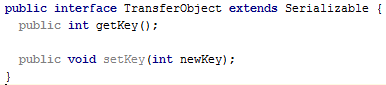 public interface TransferObject extends Serializable {
public int getKey();
public void setKey(int newKey);
}